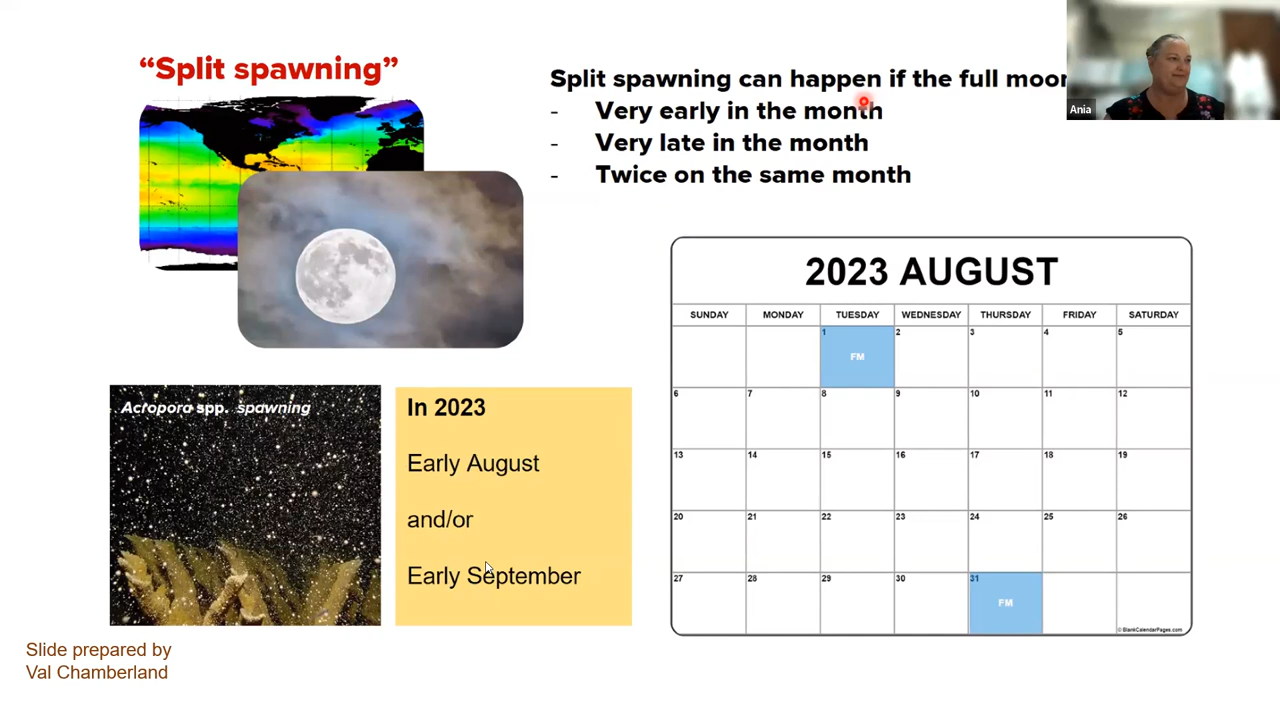 “Split spawning”
Split spawning can happen if the full moon
- Very early in the month
- Very late in the month
- Twice on the same month
Ania
2023 AUGUST
SUNDAY MONDAY TUESDAY WEDNESDAY THURSDAY FRIDAY SATURDAY
1 2 3 4 5
FM
6 7 8 9 10 11 12
13 14 15 16 17 18 19
20 21 22 23 24 25 26
27 28 29 30 31
FM
© BlankCalendarPages.com
Acropora spp. spawning
In 2023
Early August
and/or
Early September
Slide prepared by
Val Chamberland